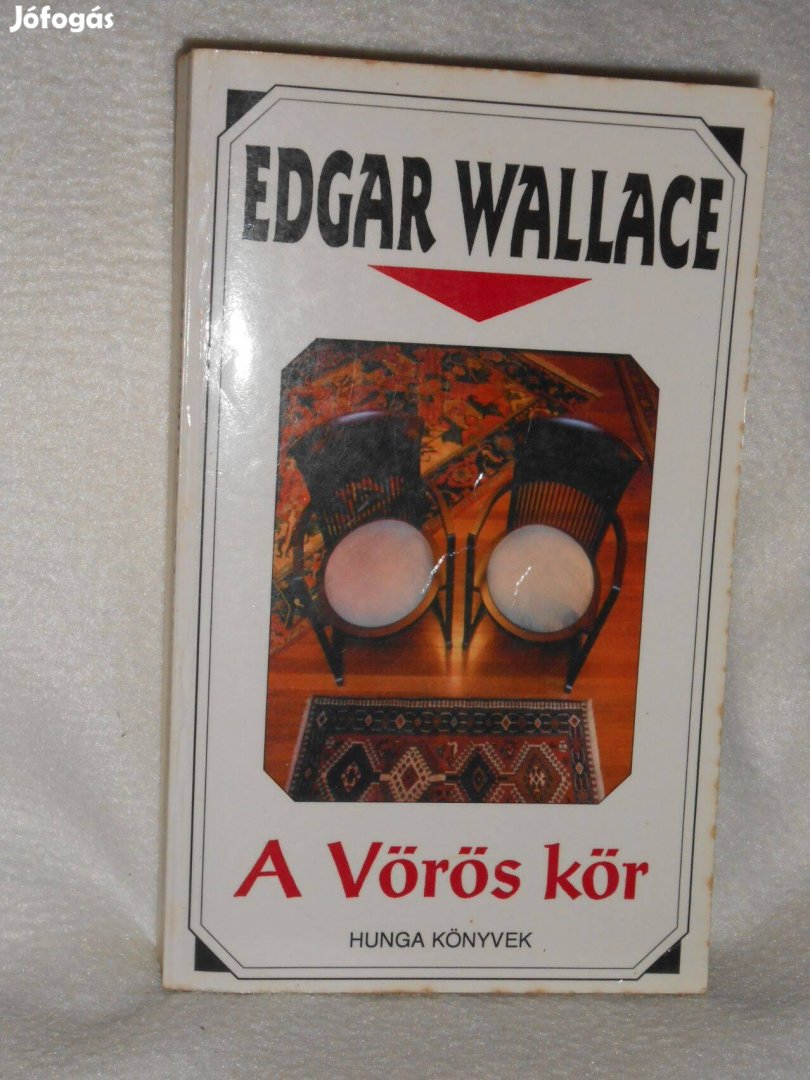 Jófogás
EDGAR WALLACE
A Vörös kör
HUNGA KÖNYVEK